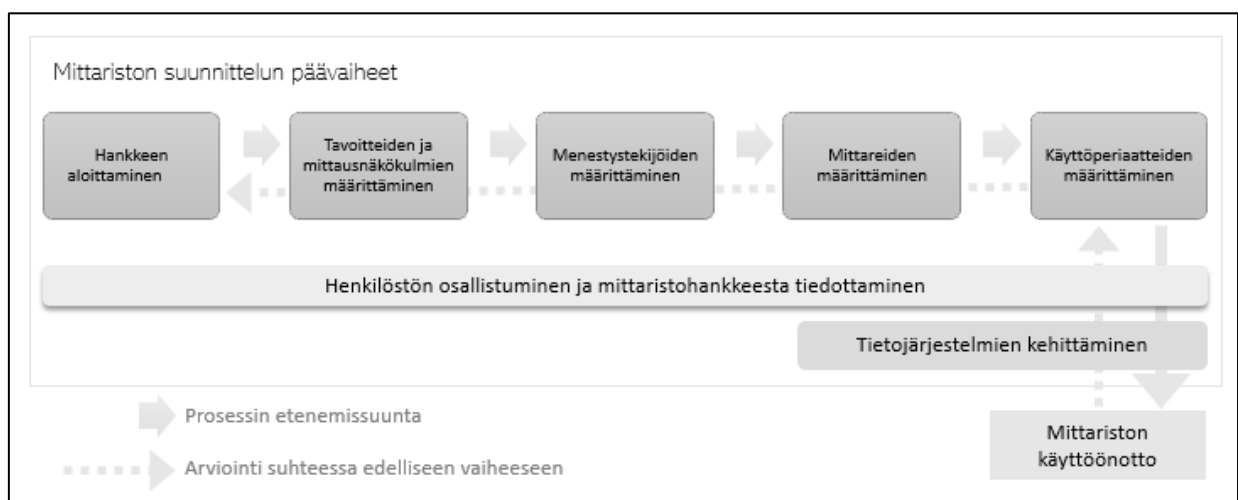 Mittariston suunnittelun päävaiheet
Hankkeen
aloittaminen
Tavoitteiden ja
mittausnäkökulmien
määrittäminen
Menestystekijöiden
määrittäminen
Mittareiden
määrittäminen
Käyttöperiaatteiden
määrittäminen
Henkilöstön osallistuminen ja mittaristohankkeesta tiedottaminen
Tietojärjestelmien kehittäminen
Prosessin etenemissuunta
Arviointi suhteessa edelliseen vaiheeseen
Mittariston
käyttöönotto